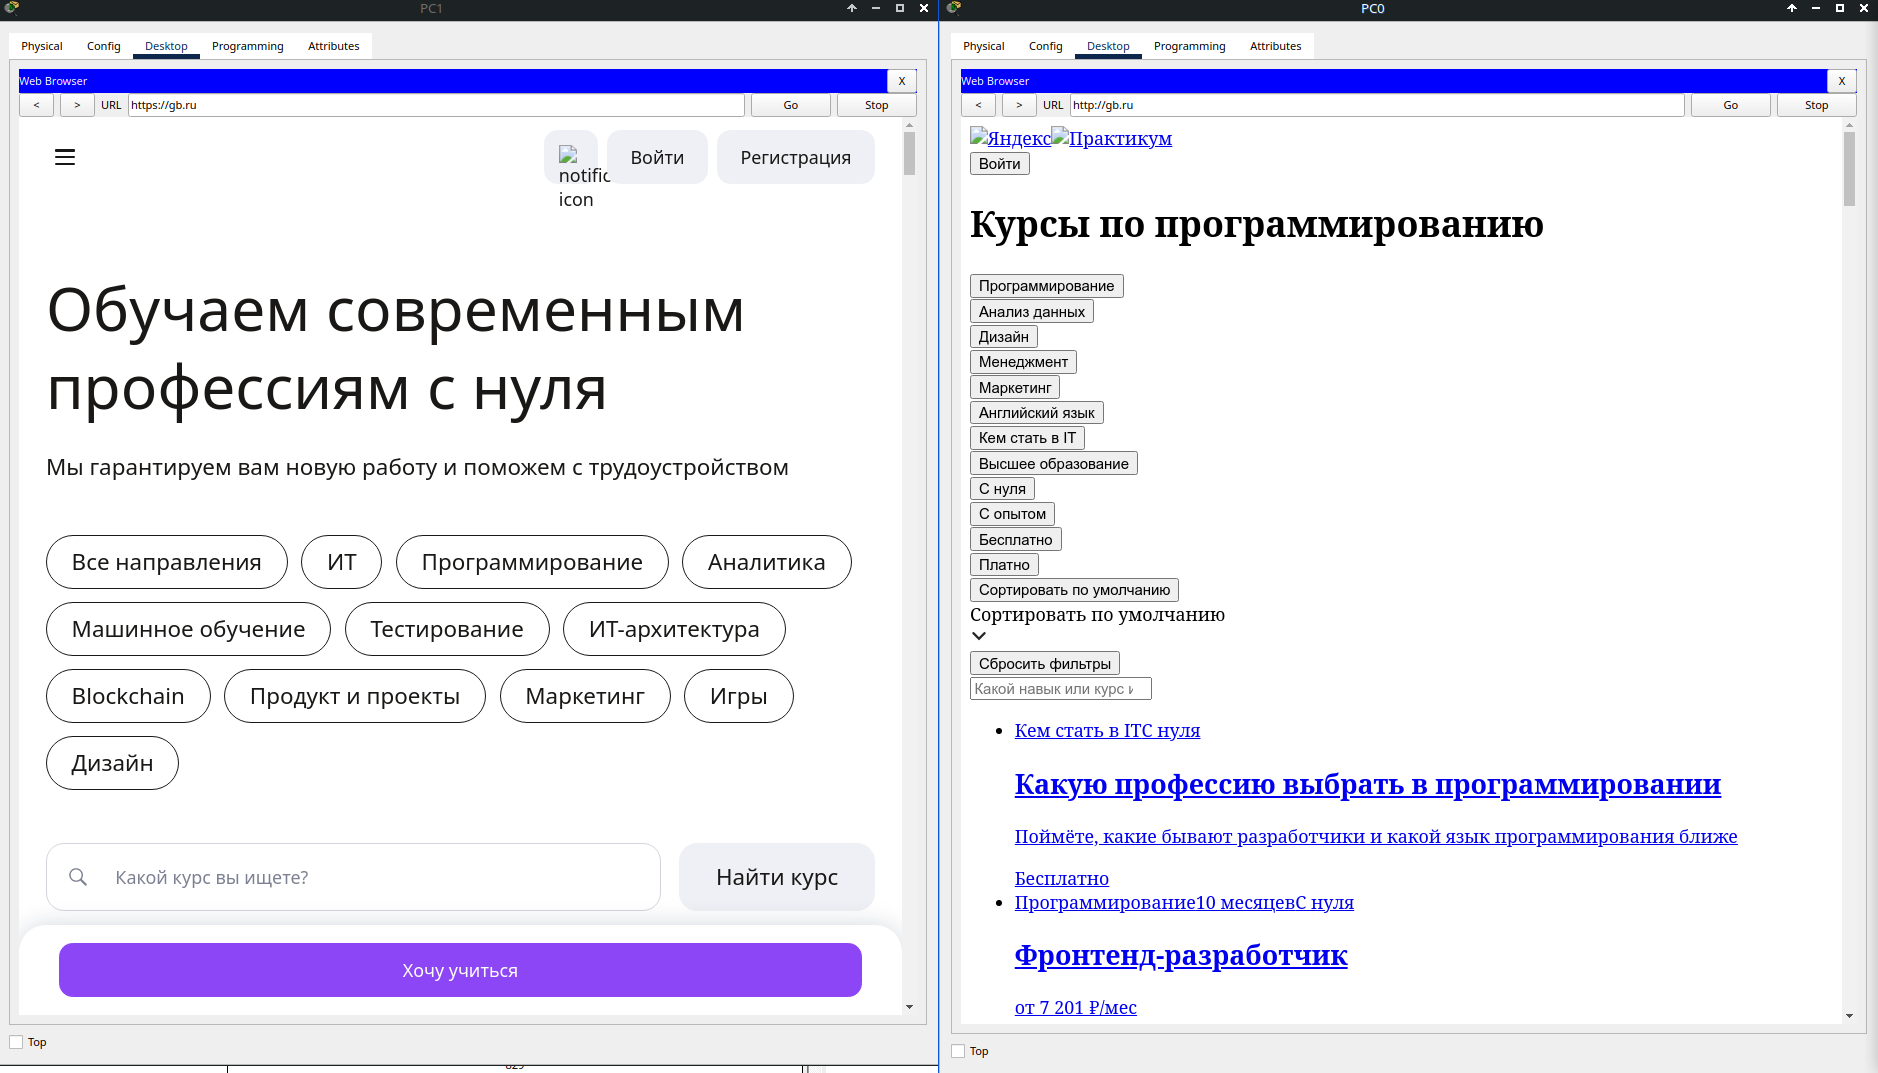 PC1
Physical Config Desktop Programming Attributes
Web Browser X
< > URL https://gb.ru Go Stop
notific
icon
Войти
Регистрация
Обучаем современным
профессиям с нуля
Мы гарантируем вам новую работу и поможем с трудоустройством
Все направления ИТ Программирование Аналитика
Машинное обучение Тестирование ИТ-архитектура
Blockchain Продукт и проекты Маркетинг Игры
Дизайн
Какой курс вы ищете? Найти курс
Хочу учиться
Top
PC0
Physical Config Desktop Programming Attributes
Web Browser X
< > URL http://gb.ru Go Stop
Яндекс Практикум
Войти
Курсы по программированию
Программирование
Анализ данных
Дизайн
Менеджмент
Маркетинг
Английский язык
Кем стать в IT
Высшее образование
С нуля
С опытом
Бесплатно
Платно
Сортировать по умолчанию
Сортировать по умолчанию
Сбросить фильтры
Какой навык или курс
Кем стать в ITС нуля
Какую профессию выбрать в программировании
Поймёте, какие бывают разработчики и какой язык программирования ближе
Бесплатно
Программирование10 месяцевС нуля
Фронтенд-разработчик
от 7 201 ₽/мес
Top